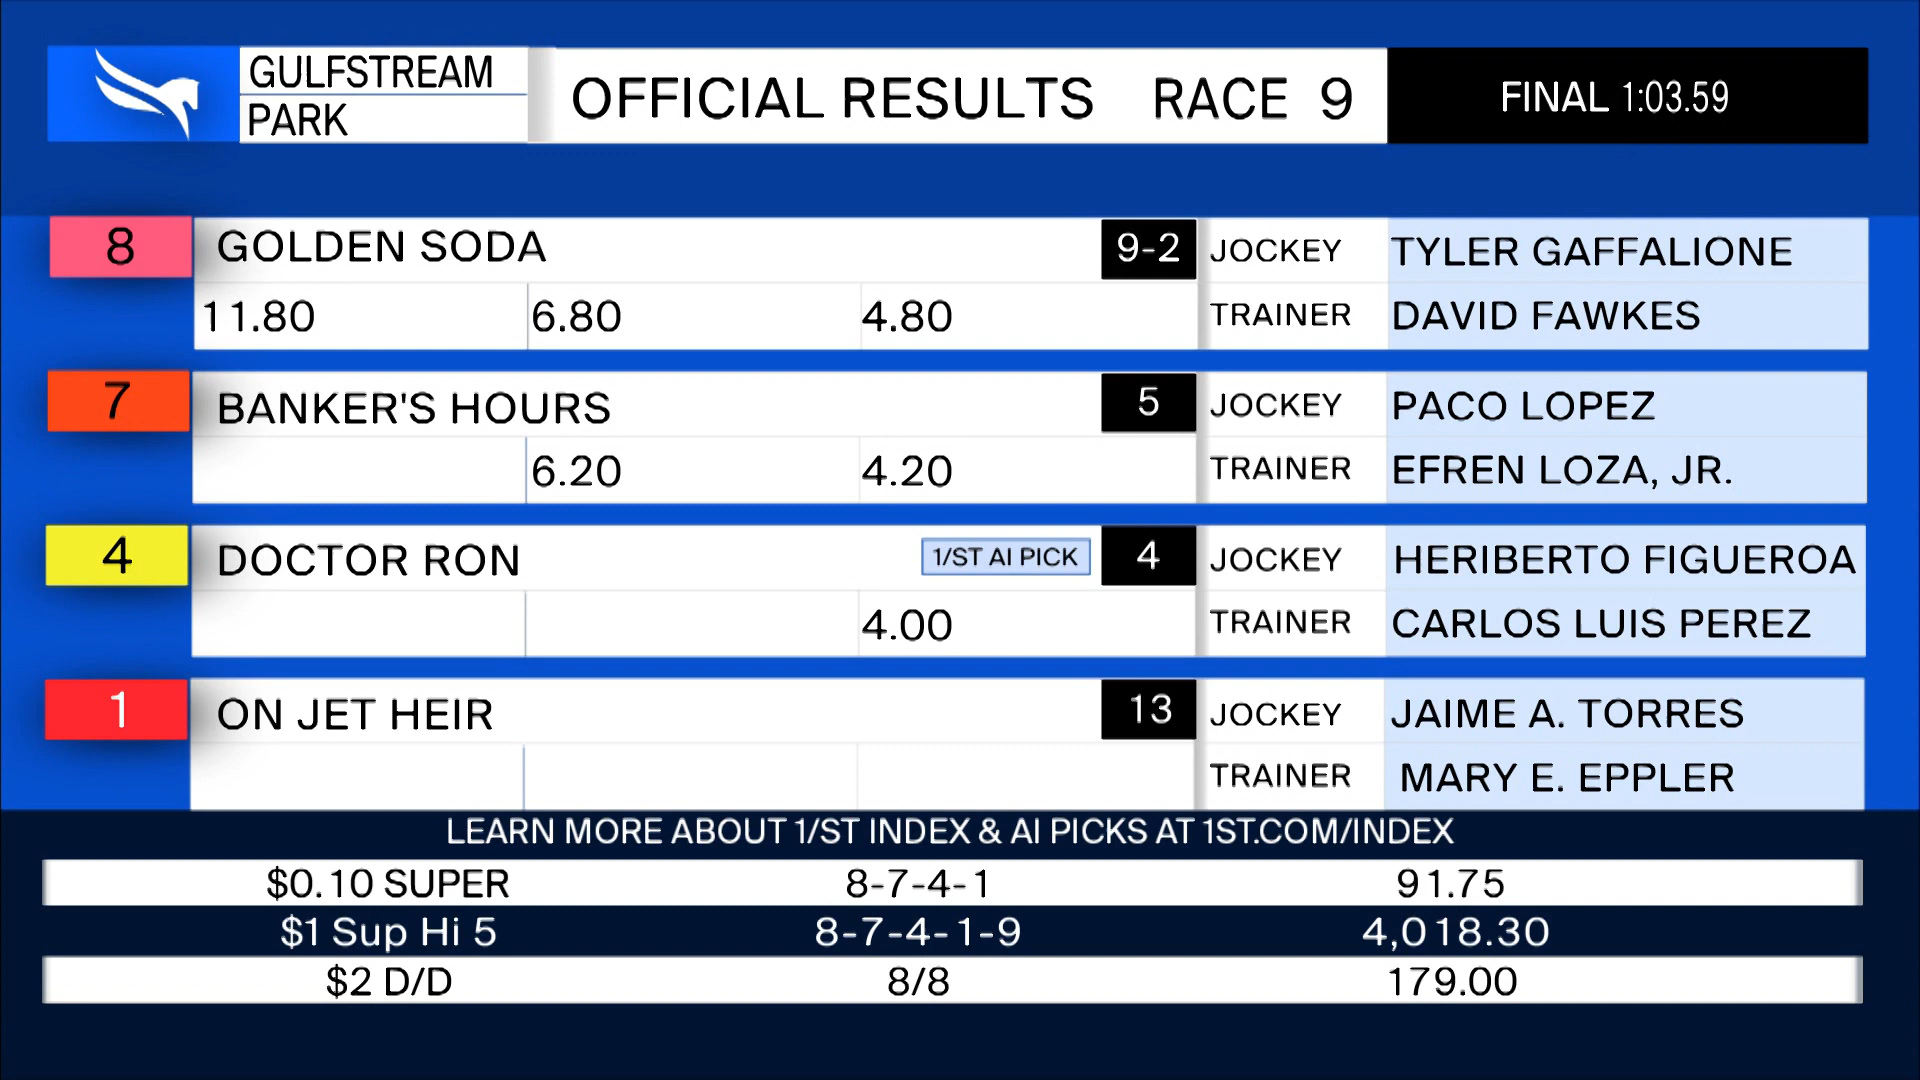 GULFSTREAM
PARK
OFFICIAL RESULTS RACE 9
FINAL 1:03.59
8 GOLDEN SODA 9-2 JOCKEY TYLER GAFFALIONE
11.80 6.80 4.80 TRAINER DAVID FAWKES
7 BANKER'S HOURS 5 JOCKEY PACO LOPEZ
6.20 4.20 TRAINER EFREN LOZA, JR.
4 DOCTOR RON 1/ST AI PICK 4 JOCKEY HERIBERTO FIGUEROA
4.00 TRAINER CARLOS LUIS PEREZ
1 ON JET HEIR 13 JOCKEY JAIME A. TORRES
TRAINER MARY E. EPPLER
LEARN MORE ABOUT 1/ST INDEX & AI PICKS AT 1ST.COM/INDEX
$0.10 SUPER 8-7-4-1 91.75
$1 Sup Hi 5 8-7-4-1-9 4,018.30
$2 D/D 8/8 179.00